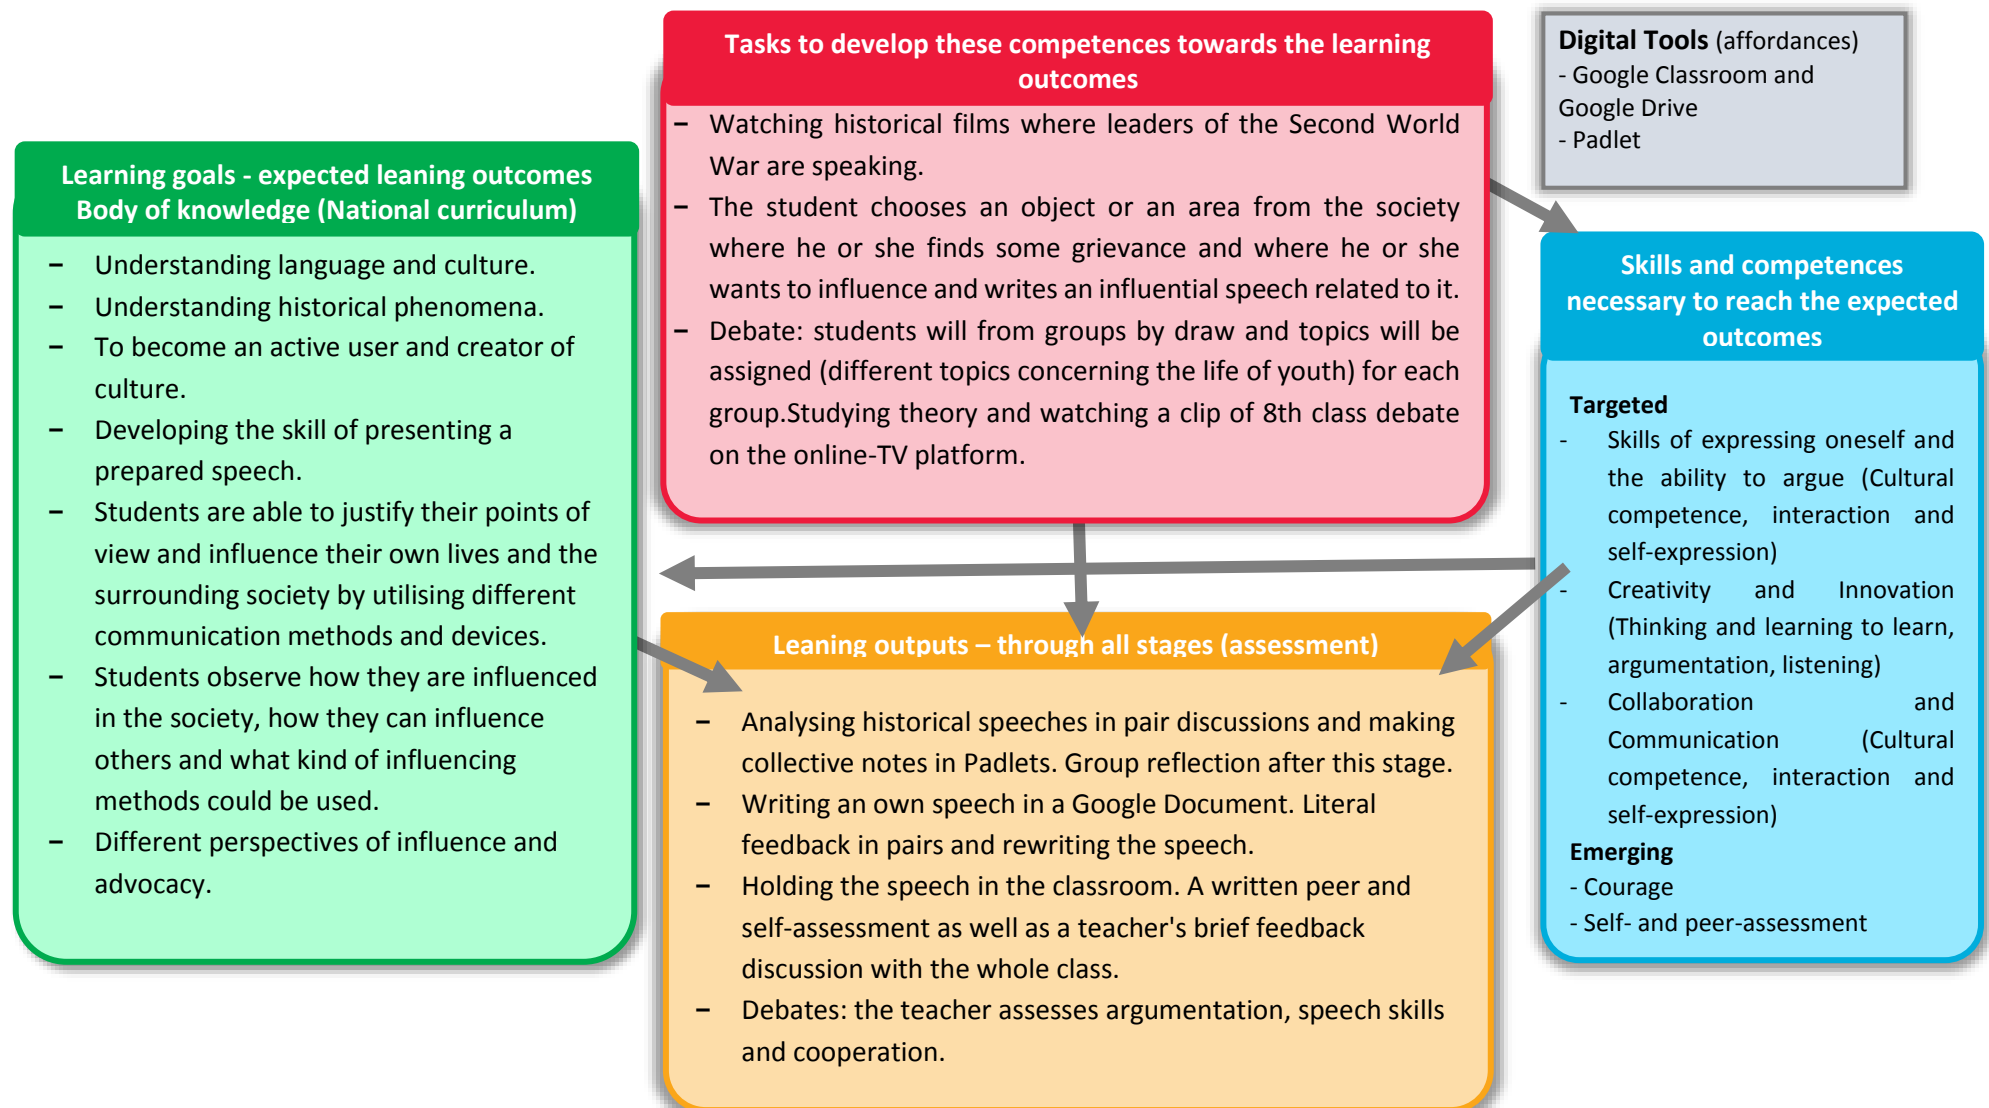 Tasks to develop these competences towards the learning
outcomes
– Watching historical films where leaders of the Second World
War are speaking.
– The student chooses an object or an area from the society
where he or she finds some grievance and where he or she
wants to influence and writes an influential speech related to it.
– Debate: students will from groups by draw and topics will be
assigned (different topics concerning the life of youth) for each
group.Studying theory and watching a clip of 8th class debate
on the online-TV platform.
Digital Tools (affordances)
- Google Classroom and
Google Drive
- Padlet
Learning goals - expected leaning outcomes
Body of knowledge (National curriculum)
– Understanding language and culture.
– Understanding historical phenomena.
– To become an active user and creator of
culture.
– Developing the skill of presenting a
prepared speech.
– Students are able to justify their points of
view and influence their own lives and the
surrounding society by utilising different
communication methods and devices.
– Students observe how they are influenced
in the society, how they can influence
others and what kind of influencing
methods could be used.
– Different perspectives of influence and
advocacy.
Skills and competences
necessary to reach the expected
outcomes
Targeted
- Skills of expressing oneself and
the ability to argue (Cultural
competence, interaction and
self-expression)
- Creativity and Innovation
(Thinking and learning to learn,
argumentation, listening)
- Collaboration and
Communication (Cultural
competence, interaction and
self-expression)
Emerging
- Courage
- Self- and peer-assessment
Leaning outputs – through all stages (assessment)
– Analysing historical speeches in pair discussions and making
collective notes in Padlets. Group reflection after this stage.
– Writing an own speech in a Google Document. Literal
feedback in pairs and rewriting the speech.
– Holding the speech in the classroom. A written peer and
self-assessment as well as a teacher's brief feedback
discussion with the whole class.
– Debates: the teacher assesses argumentation, speech skills
and cooperation.